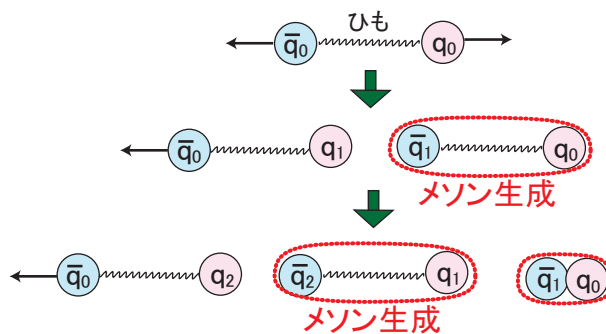 ひも
q̅₀ q₀
q̅₀ q₁ q̅₁ q₀
メソン生成
q̅₀ q₂ q̅₂ q₁ q̅₁ q₀
メソン生成